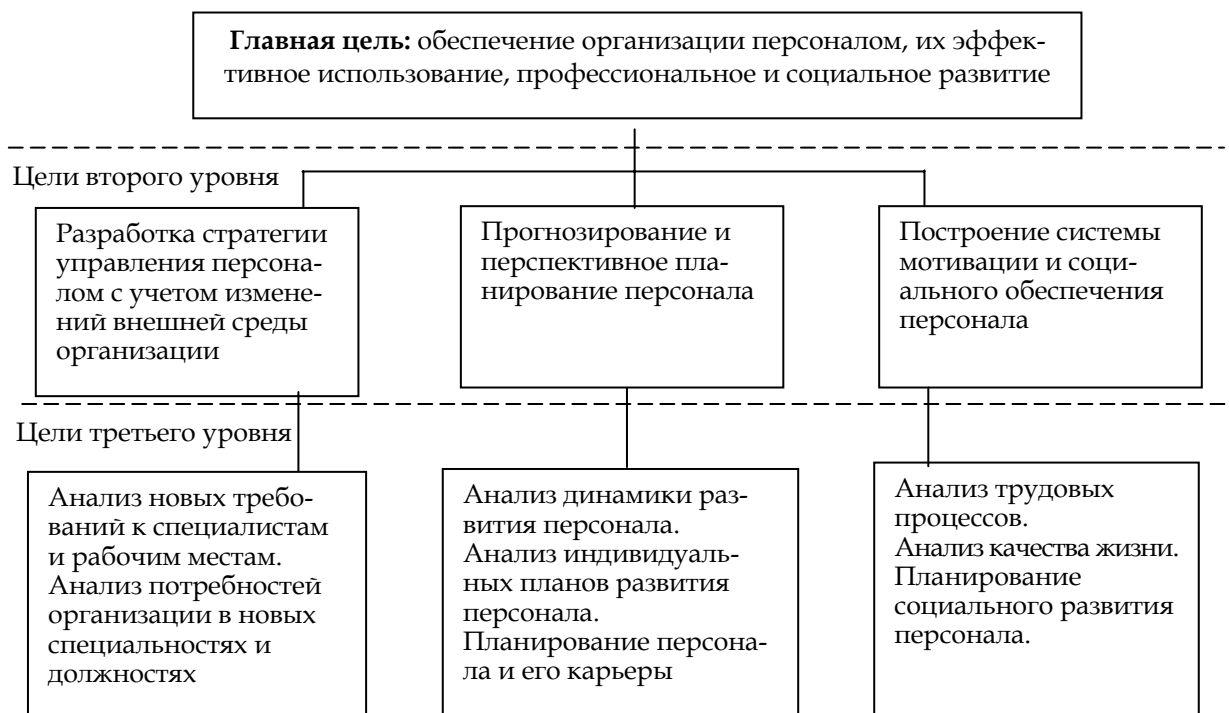 Главная цель: обеспечение организации персоналом, их эффек-
тивное использование, профессиональное и социальное развитие
Цели второго уровня
Разработка стратегии
управления персона-
лом с учетом измене-
ний внешней среды
организации
Прогнозирование и
перспективное пла-
нирование персонала
Построение системы
мотивации и соци-
ального обеспечения
персонала
Цели третьего уровня
Анализ новых требо-
ваний к специалистам
и рабочим местам.
Анализ потребностей
организации в новых
специальностях и
должностях
Анализ динамики раз-
вития персонала.
Анализ индивидуаль-
ных планов развития
персонала.
Планирование персона-
ла и его карьеры
Анализ трудовых
процессов.
Анализ качества жизни.
Планирование
социального развития
персонала.